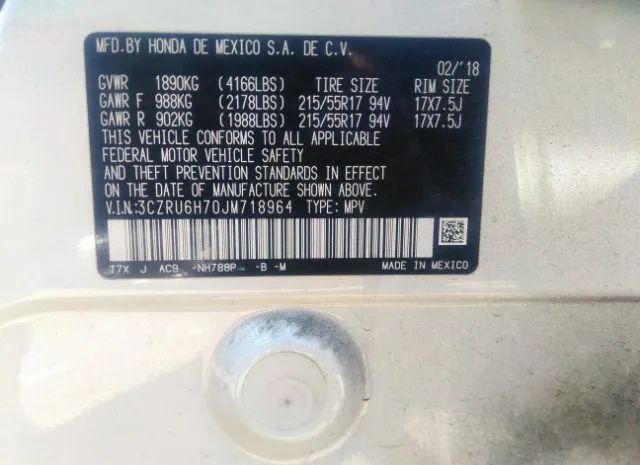 MFD.BY HONDA DE MEXICO S.A. DE C.V.
02/'18
GVWR 1890KG (4166LBS) TIRE SIZE RIM SIZE
GAWR F 988KG (2178LBS) 215/55R17 94V 17X7.5J
GAWR R 902KG (1988LBS) 215/55R17 94V 17X7.5J
THIS VEHICLE CONFORMS TO ALL APPLICABLE
FEDERAL MOTOR VEHICLE SAFETY
AND THEFT PREVENTION STANDARDS IN EFFECT
ON THE DATE OF MANUFACTURE SHOWN ABOVE.
V.I.N.:3CZRU6H70JM718964 TYPE: MPV
T7X J AC9 -NH788P -B -M
MADE IN MEXICO